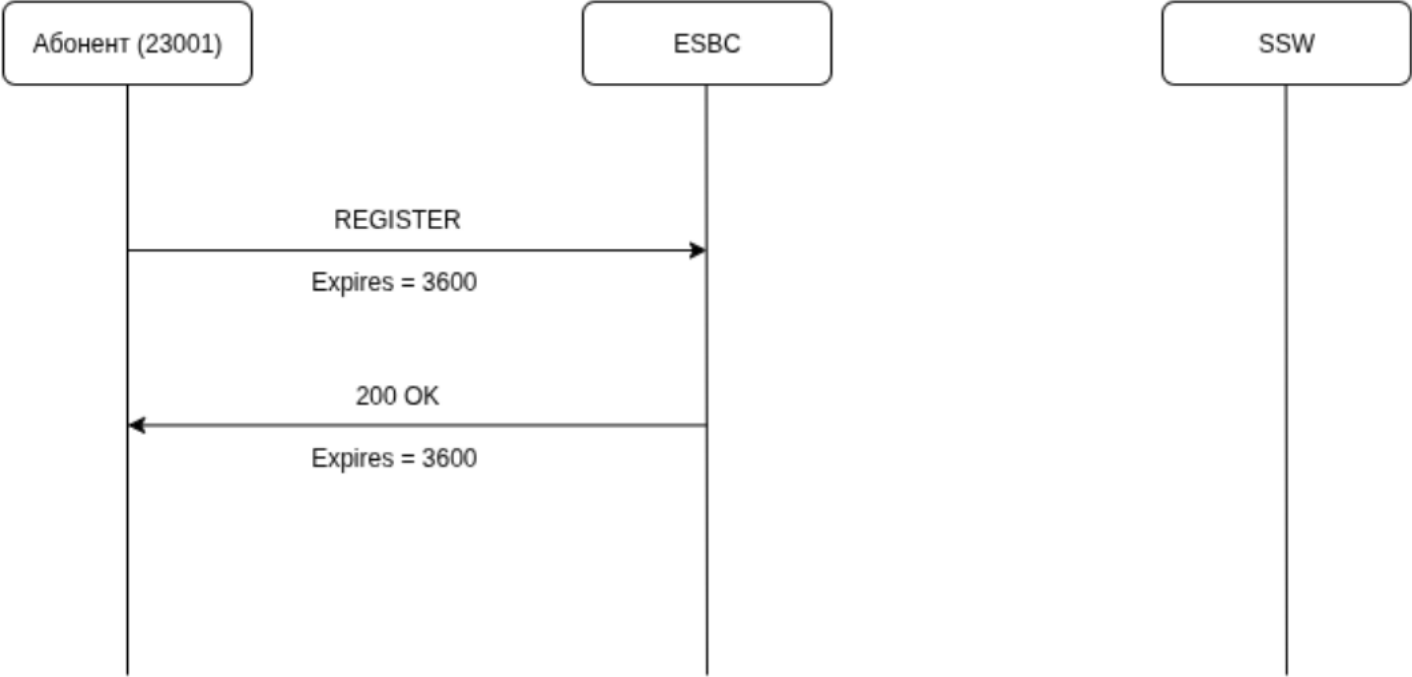 Абонент (23001)
ESBC
SSW
REGISTER
Expires = 3600
200 OK
Expires = 3600